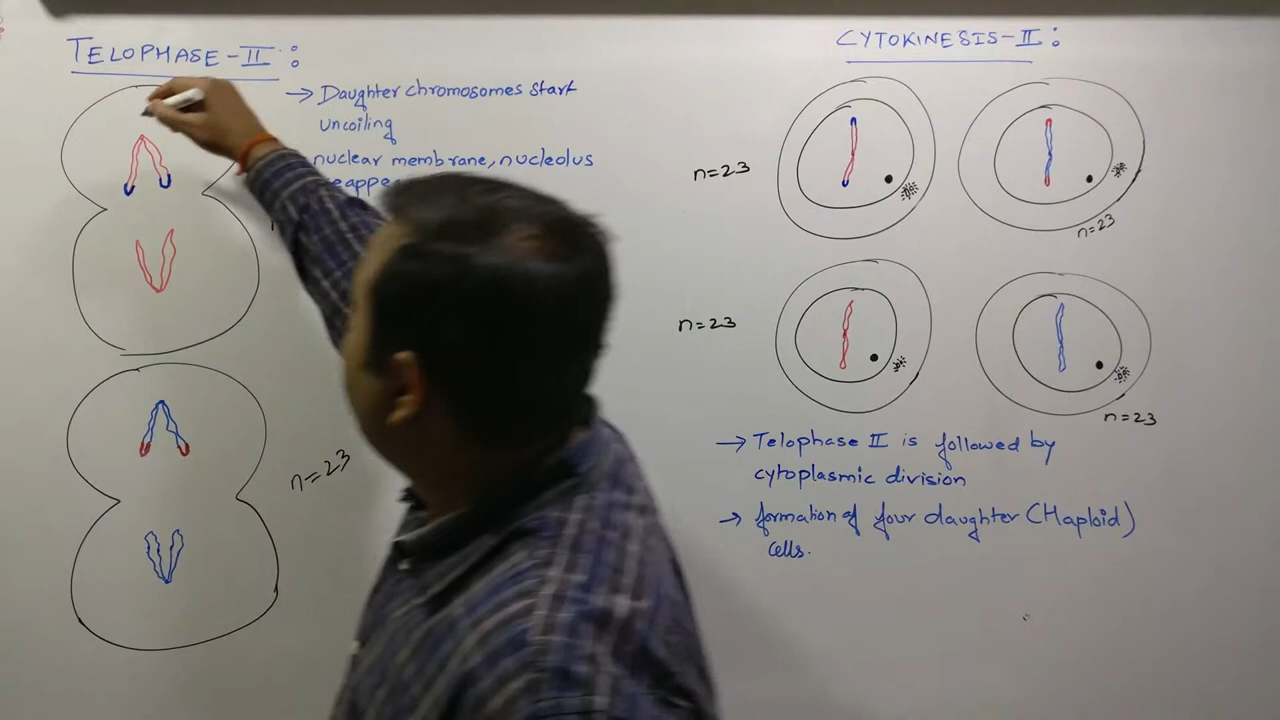 TELOPHASE-II:
→ Daughter chromosomes start
uncoiling
nuclear membrane, nucleolus
n=23
CYTOKINESIS-II:
n=23
n=23
n=23
n=23
→ Telophase II is followed by
cytoplasmic division
→ formation of four daughter (Haploid)
cells.